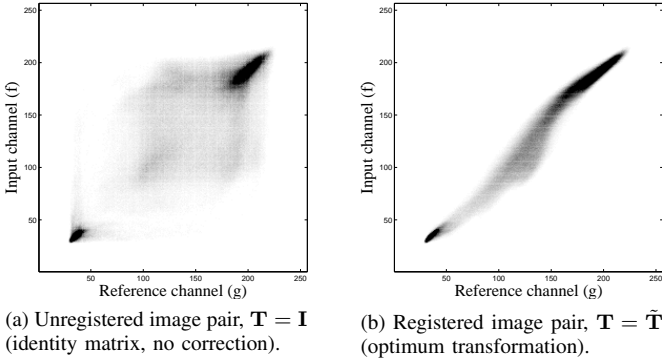 250
200
150
100
50
Input channel (f)
50 100 150 200 250
Reference channel (g)
250
200
150
100
50
Input channel (f)
50 100 150 200 250
Reference channel (g)
(a) Unregistered image pair, T = I
(identity matrix, no correction).
(b) Registered image pair, T = T̃
(optimum transformation).